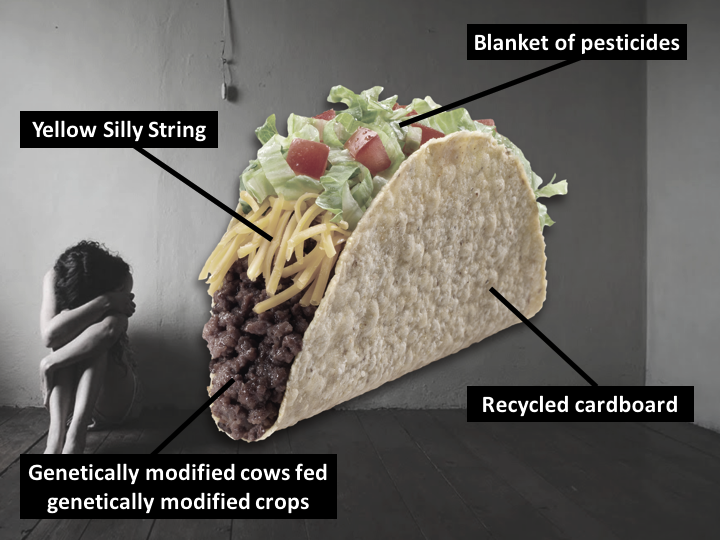 Blanket of pesticides
Yellow Silly String
Recycled cardboard
Genetically modified cows fed
genetically modified crops